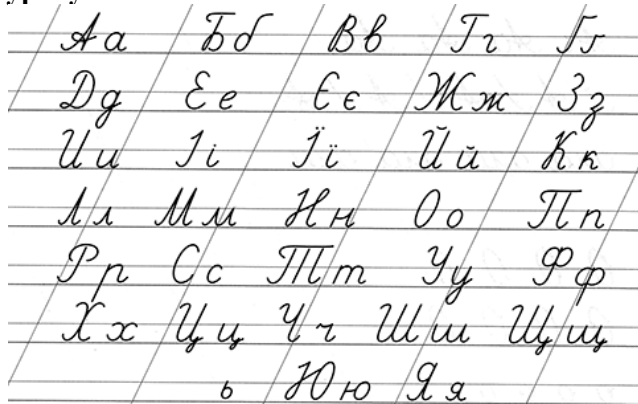 Аа Бб Вв Гг Ґґ
Дд Ее Єє Жж Зз
Ии Іі Її Йй Кк
Лл Мм Нн Оо Пп
Рр Сс Тт Уу Фф
Хх Цц Чч Шш Щщ
ь Юю Яя